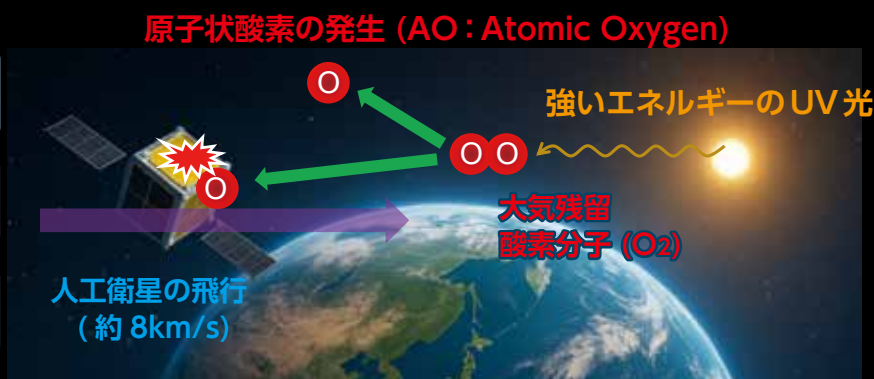 原子状酸素の発生 (AO：Atomic Oxygen)
強いエネルギーのUV光
O
O O
O
大気残留
酸素分子 (O2)
人工衛星の飛行
(約 8km/s)